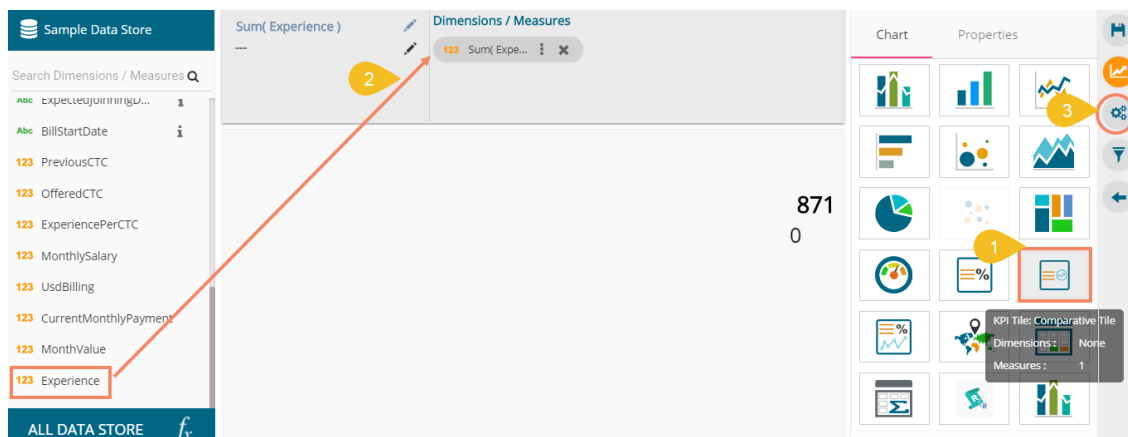 Sample Data Store
Search Dimensions / Measures
Abc ExpectedJoinningD... i
Abc BillStartDate i
123 PreviousCTC
123 OfferedCTC
123 ExperiencePerCTC
123 MonthlySalary
123 UsdBilling
123 CurrentMonthlyPayment
123 MonthValue
123 Experience
ALL DATA STORE fx
Sum( Experience )
---
2
Dimensions / Measures
123 Sum( Expe...
871
0
Chart Properties
3
1
%
KPI Tile: Comparative Tile
Dimensions : None
Measures : 1
%
Σ
R
R